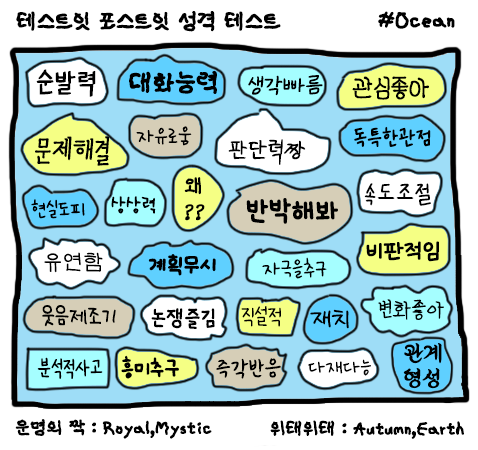 테스트잇 포스트잇 성격 테스트 #Ocean
순발력 대화능력 생각빠름 관심좋아
문제해결 자유로움 판단력짱 독특한관점
현실도피 상상력 왜?? 반박해봐 속도조절
유연함 계획무시 자극을추구 비판적임
웃음제조기 논쟁즐김 직설적 재치 변화좋아
분석적사고 흥미추구 즉각반응 다재다능 관계형성
운명의 짝 : Royal,Mystic 위태위태 : Autumn,Earth